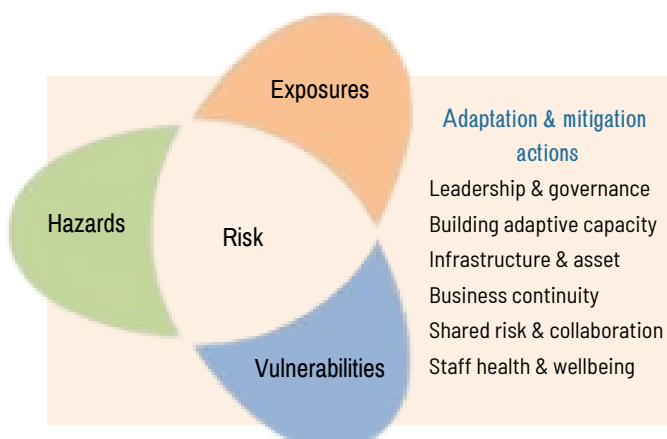 Exposures
Hazards
Risk
Vulnerabilities
Adaptation & mitigation
actions
Leadership & governance
Building adaptive capacity
Infrastructure & asset
Business continuity
Shared risk & collaboration
Staff health & wellbeing